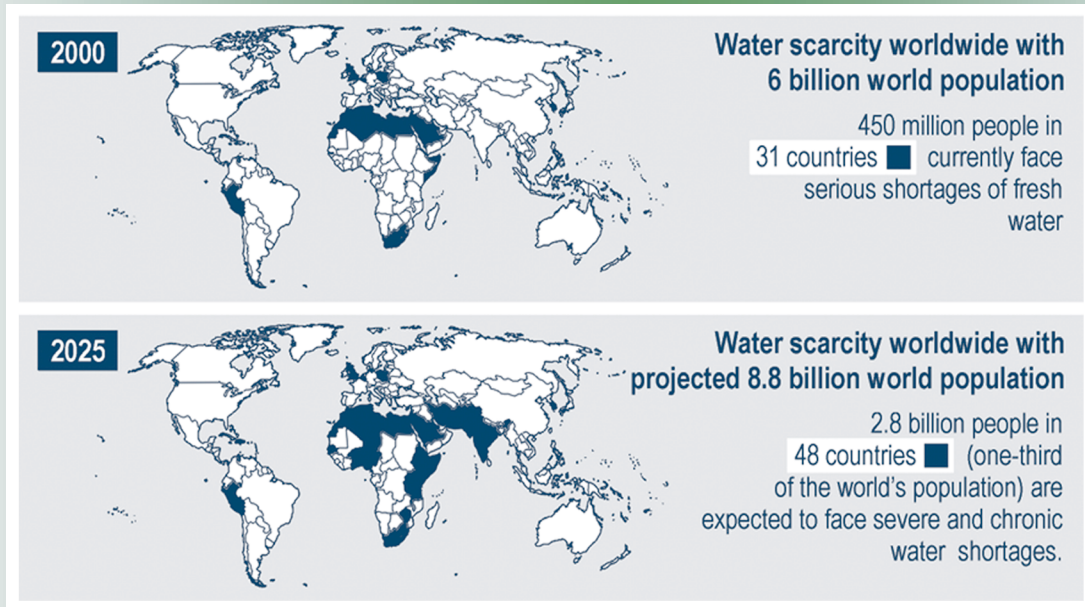 2000
Water scarcity worldwide with
6 billion world population
450 million people in
31 countries currently face
serious shortages of fresh
water
2025
Water scarcity worldwide with
projected 8.8 billion world population
2.8 billion people in
48 countries (one-third
of the world's population) are
expected to face severe and chronic
water shortages.